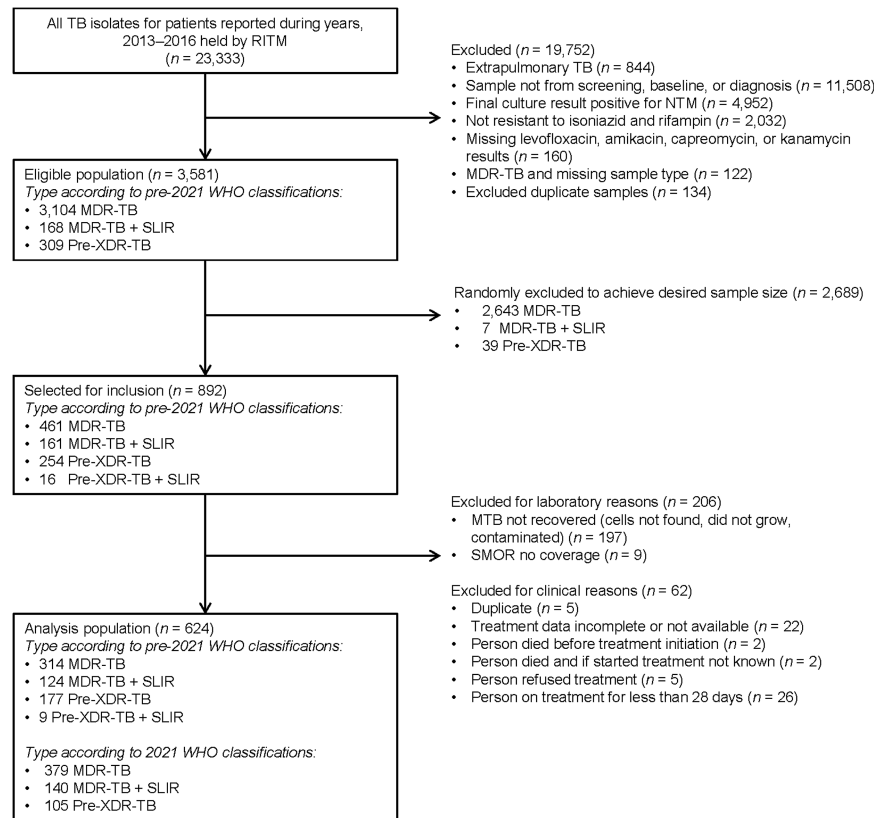 All TB isolates for patients reported during years,
2013–2016 held by RITM
(n = 23,333)
Excluded (n = 19,752)
• Extrapulmonary TB (n = 844)
• Sample not from screening, baseline, or diagnosis (n = 11,508)
• Final culture result positive for NTM (n = 4,952)
• Not resistant to isoniazid and rifampin (n = 2,032)
• Missing levofloxacin, amikacin, capreomycin, or kanamycin
results (n = 160)
• MDR-TB and missing sample type (n = 122)
• Excluded duplicate samples (n = 134)
Eligible population (n = 3,581)
Type according to pre-2021 WHO classifications:
• 3,104 MDR-TB
• 168 MDR-TB + SLIR
• 309 Pre-XDR-TB
Randomly excluded to achieve desired sample size (n = 2,689)
• 2,643 MDR-TB
• 7 MDR-TB + SLIR
• 39 Pre-XDR-TB
Selected for inclusion (n = 892)
Type according to pre-2021 WHO classifications:
• 461 MDR-TB
• 161 MDR-TB + SLIR
• 254 Pre-XDR-TB
• 16 Pre-XDR-TB + SLIR
Excluded for laboratory reasons (n = 206)
• MTB not recovered (cells not found, did not grow,
contaminated) (n = 197)
• SMOR no coverage (n = 9)
Excluded for clinical reasons (n = 62)
• Duplicate (n = 5)
• Treatment data incomplete or not available (n = 22)
• Person died before treatment initiation (n = 2)
• Person died and if started treatment not known (n = 2)
• Person refused treatment (n = 5)
• Person on treatment for less than 28 days (n = 26)
Analysis population (n = 624)
Type according to pre-2021 WHO classifications:
• 314 MDR-TB
• 124 MDR-TB + SLIR
• 177 Pre-XDR-TB
• 9 Pre-XDR-TB + SLIR
Type according to 2021 WHO classifications:
• 379 MDR-TB
• 140 MDR-TB + SLIR
• 105 Pre-XDR-TB